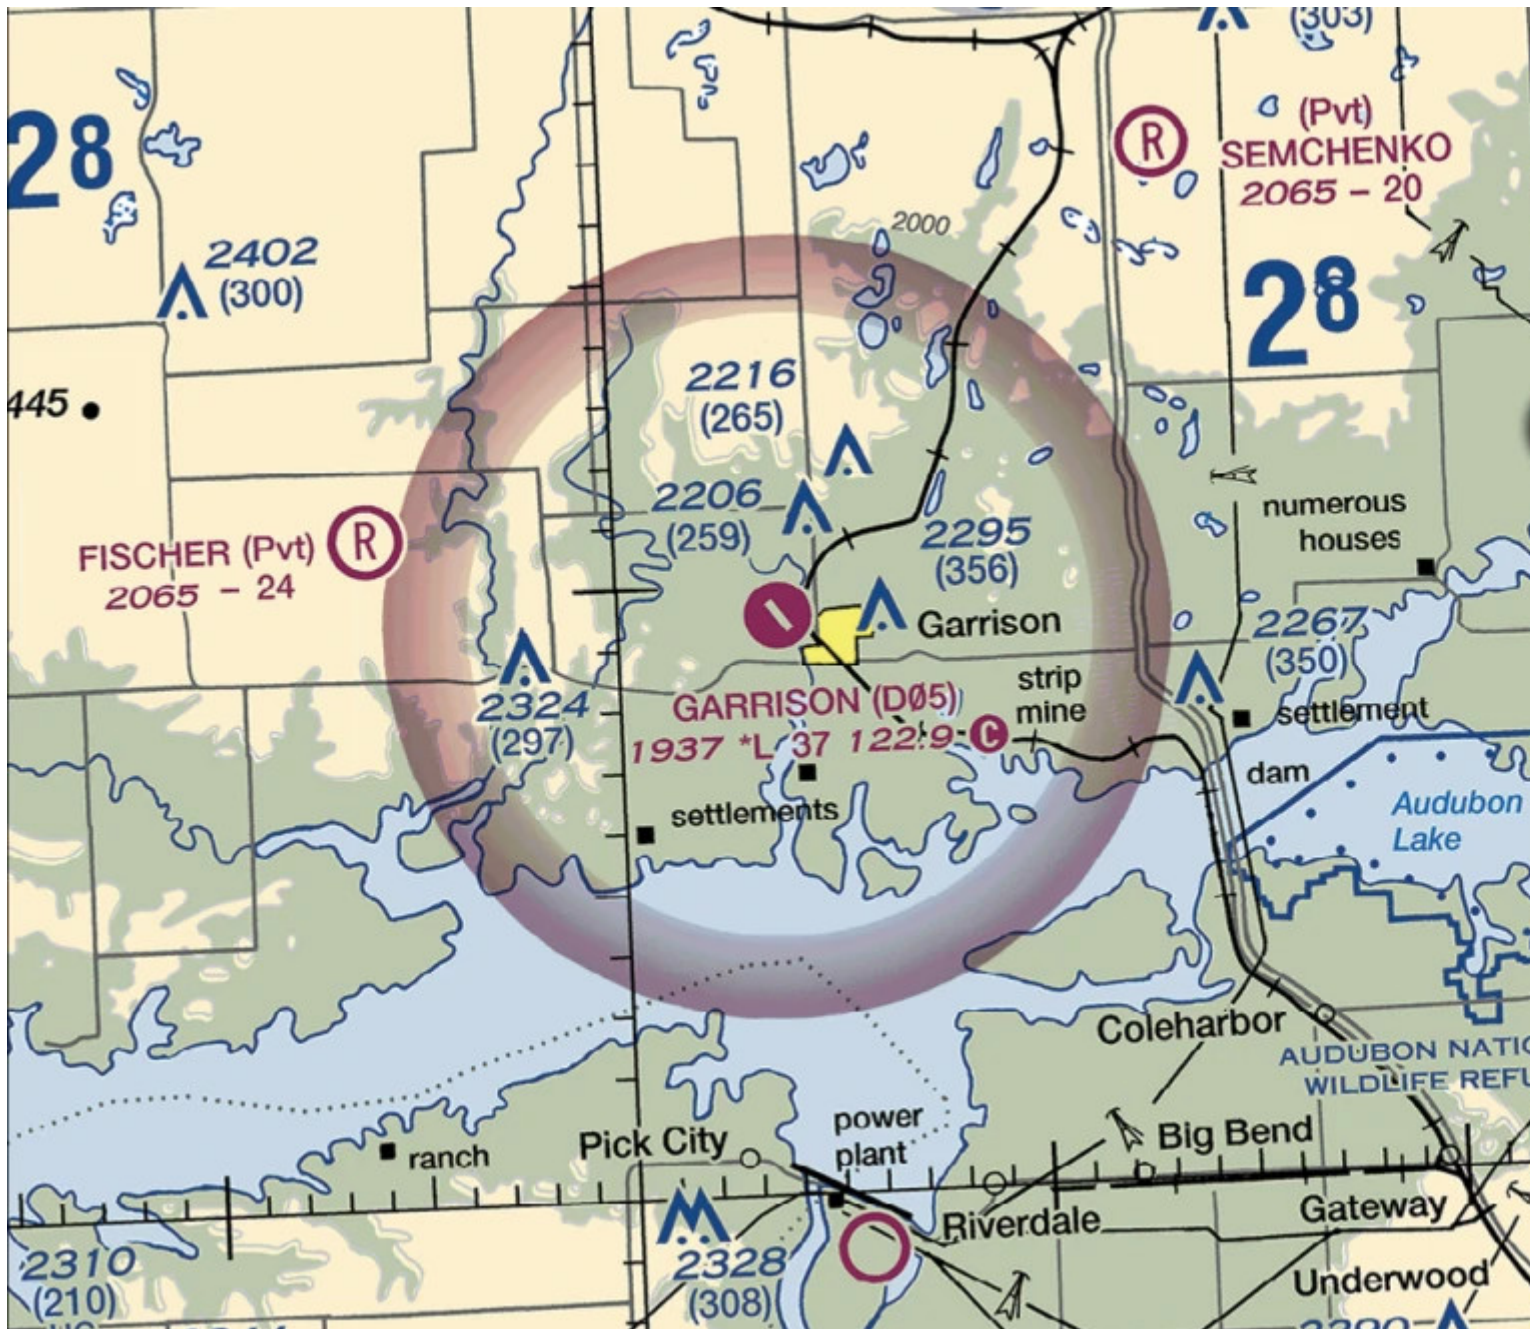 (303)
28
(Pvt)
SEMCHENKO
2065 - 20
R
2000
2402
(300)
28
2216
(265)
445
2206
(259)
2295
(356)
numerous
houses
FISCHER (Pvt)
2065 - 24
R
Garrison
2267
(350)
2324
(297)
strip
mine
GARRISON (DØ5)
1937 *L 37 122.9 C
settlement
settlements
dam
Audubon
Lake
Coleharbor
AUDUBON NATIO
WILDLIFE REFU
power
plant
Pick City
Big Bend
ranch
Riverdale
Gateway
2310
(210)
2328
(308)
Underwood